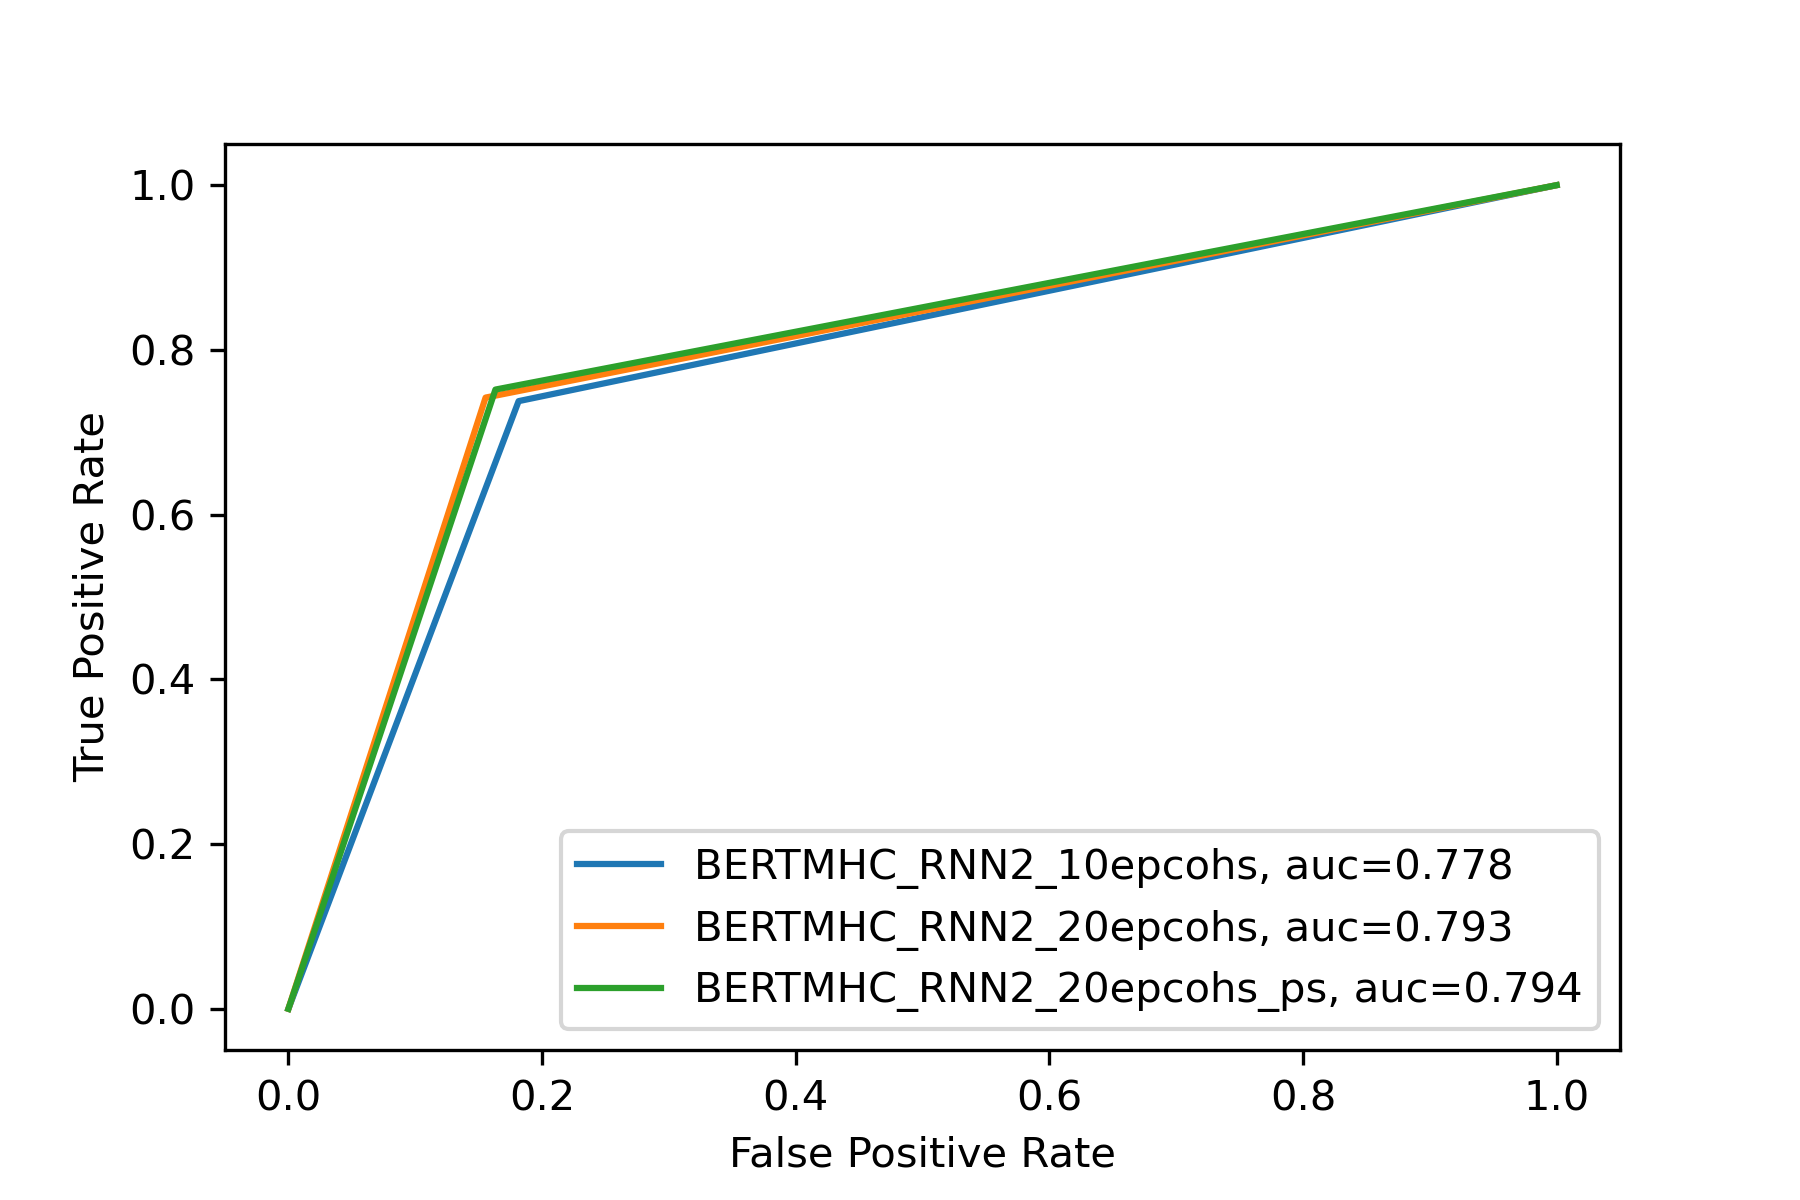 1.0
0.8
0.6
0.4
0.2
0.0
True Positive Rate
BERTMHC_RNN2_10epcohs, auc=0.778
BERTMHC_RNN2_20epcohs, auc=0.793
BERTMHC_RNN2_20epcohs_ps, auc=0.794
0.0 0.2 0.4 0.6 0.8 1.0
False Positive Rate